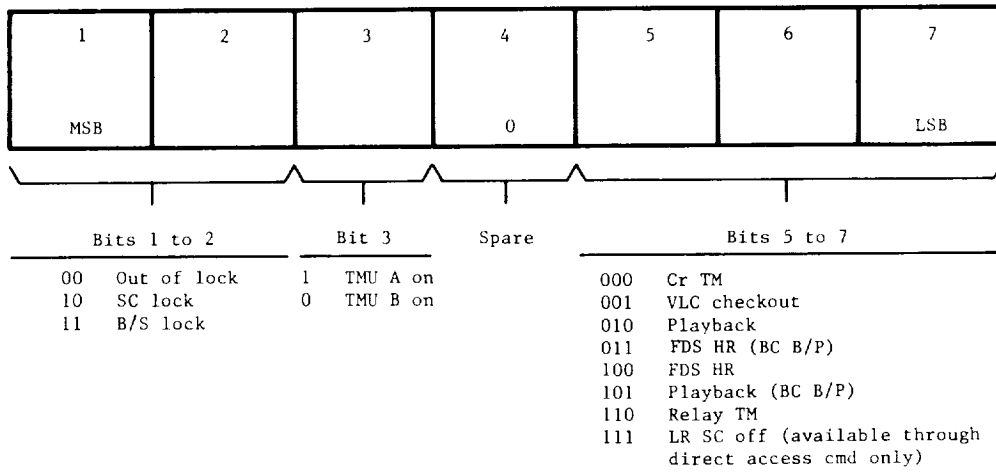 1 2 3 4 5 6 7
MSB 0 LSB
Bits 1 to 2 Bit 3 Spare Bits 5 to 7
00 Out of lock
10 SC lock
11 B/S lock
1 TMU A on
0 TMU B on
000 Cr TM
001 VLC checkout
010 Playback
011 FDS HR (BC B/P)
100 FDS HR
101 Playback (BC B/P)
110 Relay TM
111 LR SC off (available through
direct access cmd only)